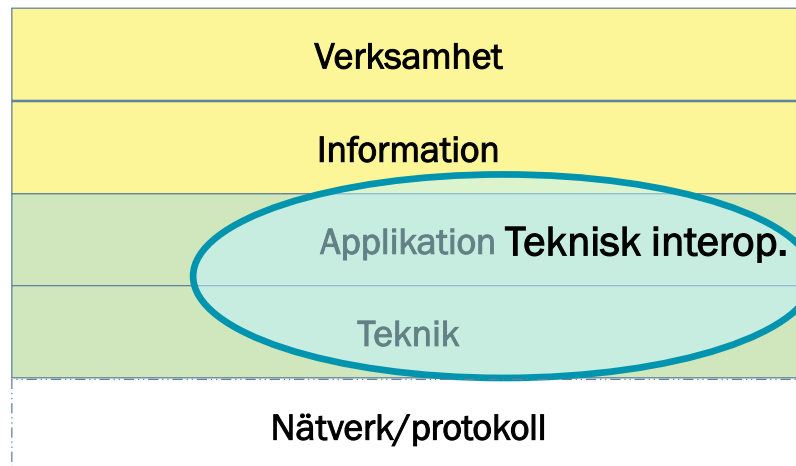 Verksamhet
Information
Applikation Teknisk interop.
Teknik
Nätverk/protokoll